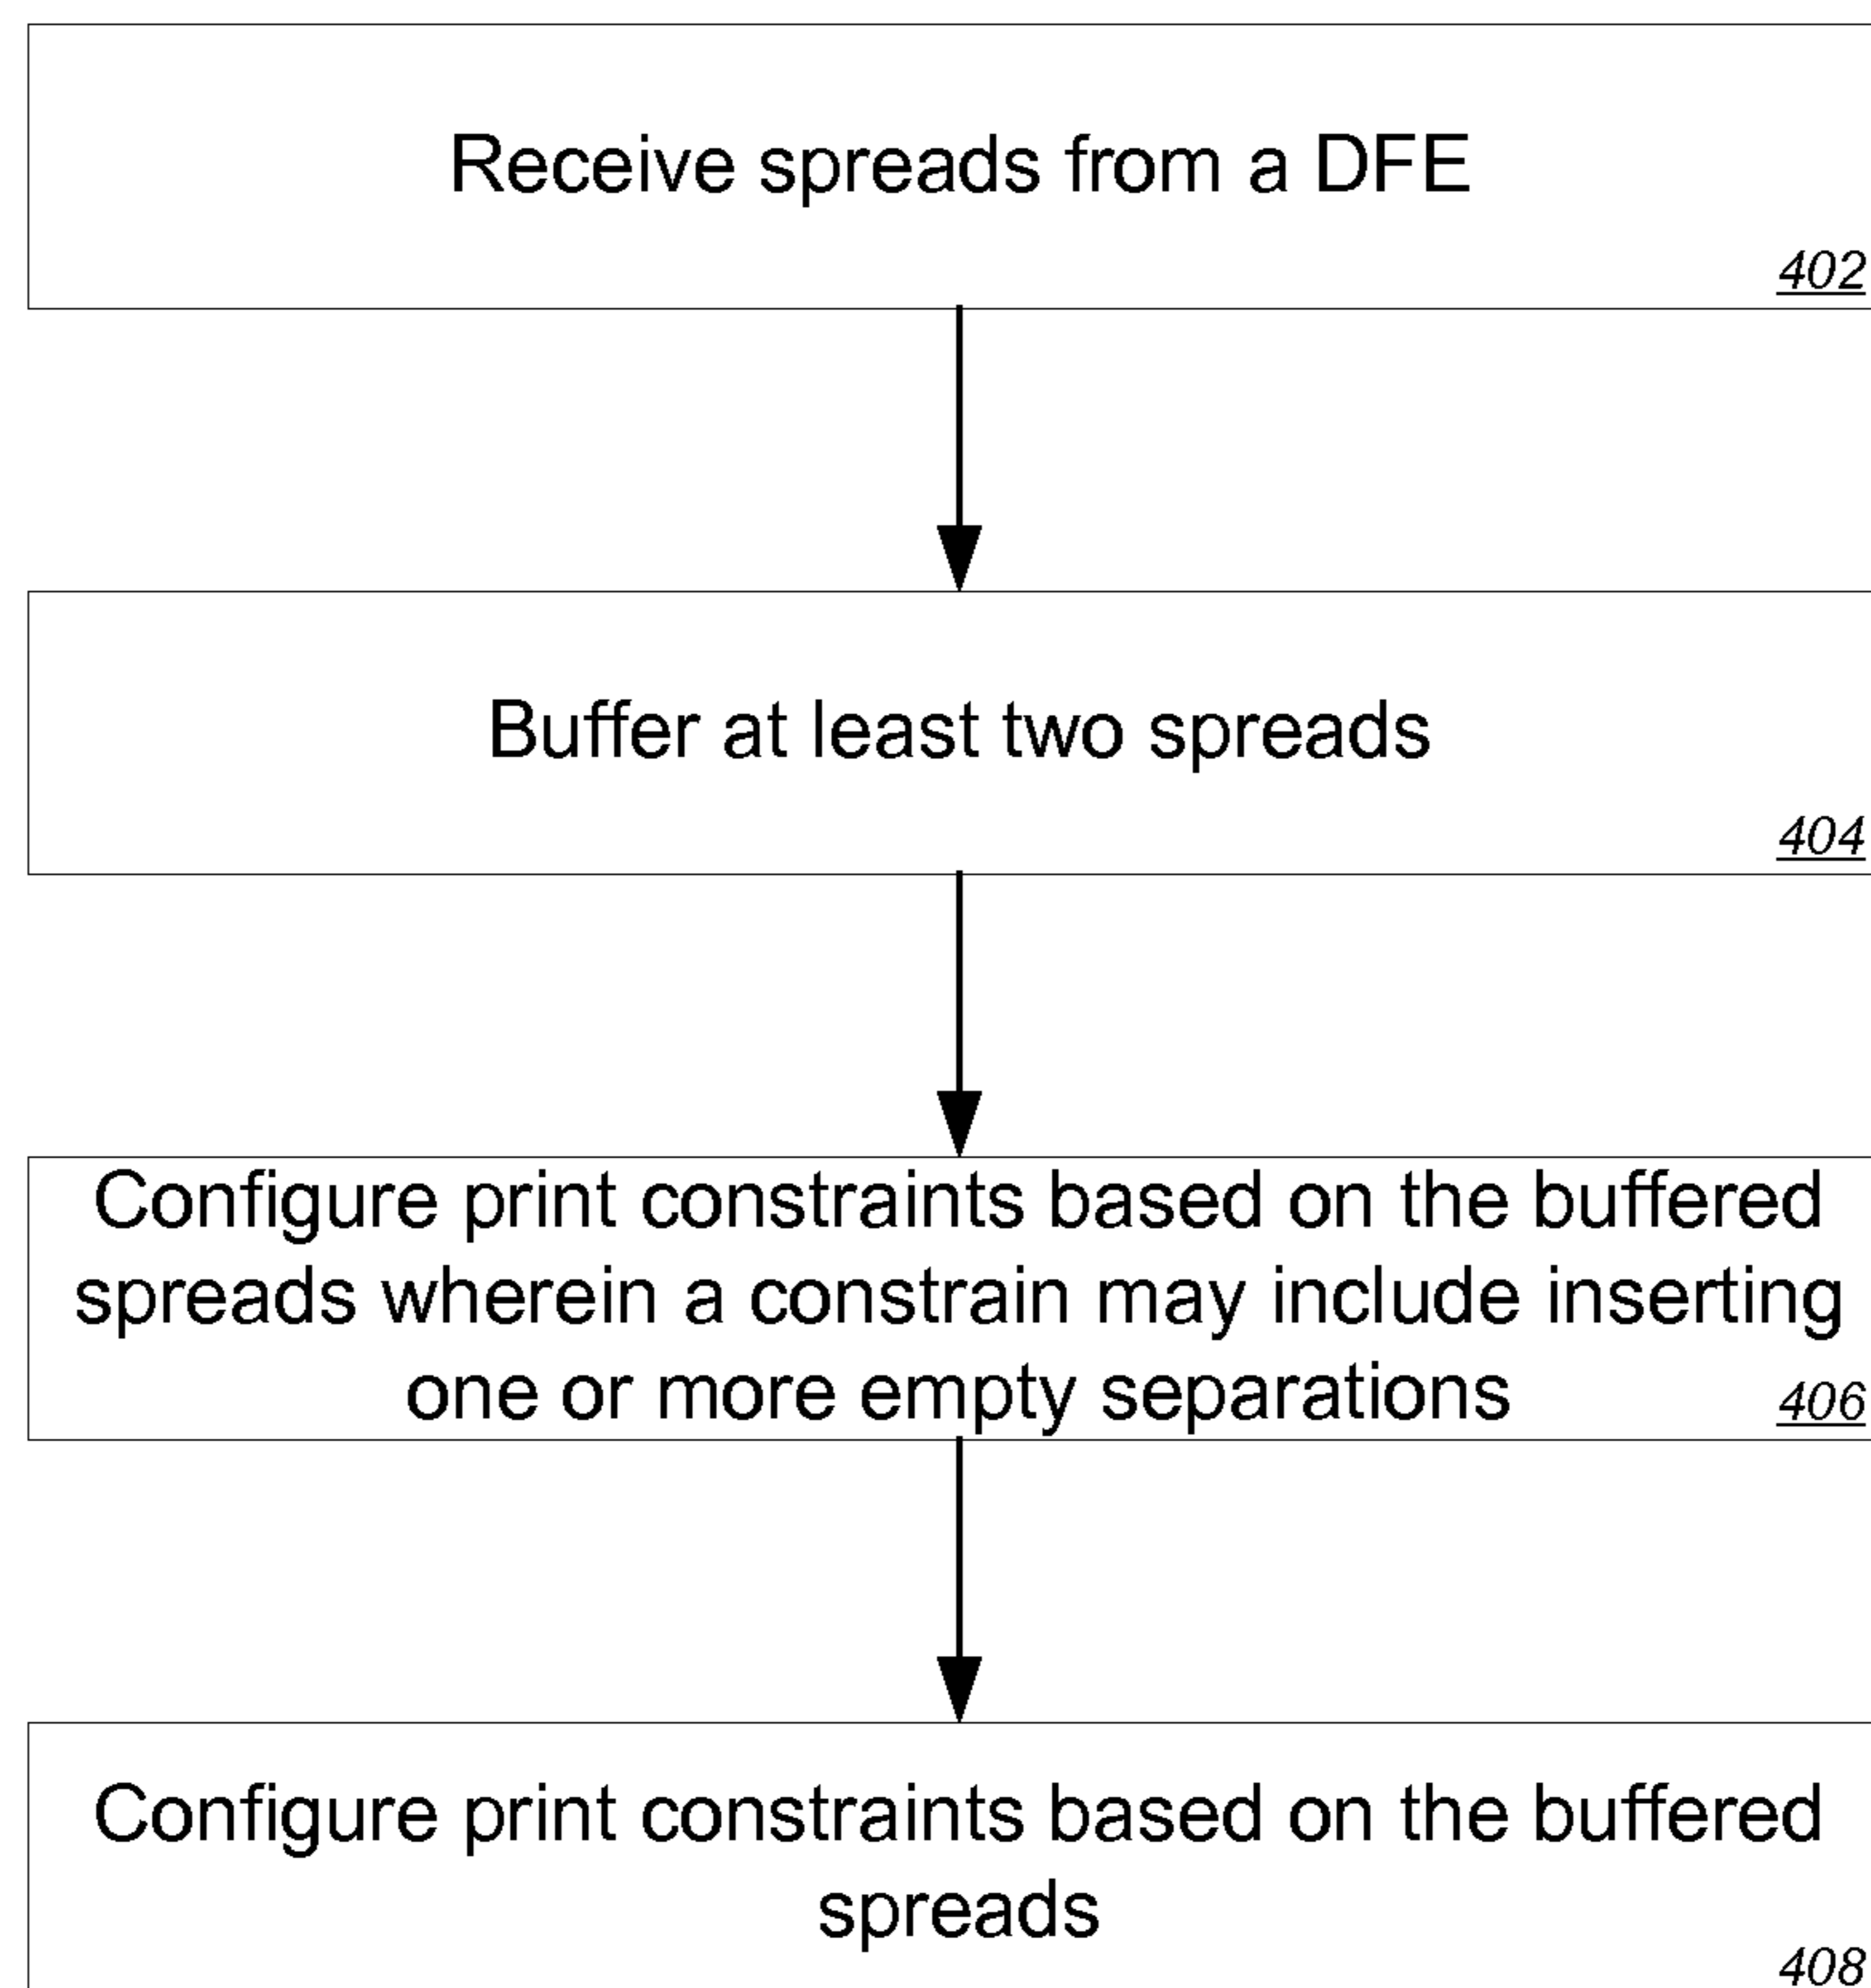 Receive spreads from a DFE
402
Buffer at least two spreads
404
Configure print constraints based on the buffered
spreads wherein a constrain may include inserting
one or more empty separations
406
Configure print constraints based on the buffered
spreads
408